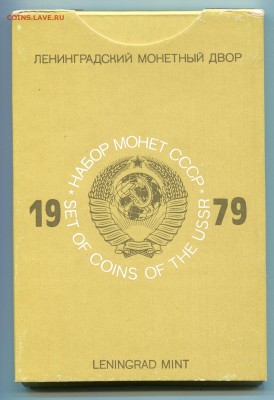 coins.lave.ru
ЛЕНИНГРАДСКИЙ МОНЕТНЫЙ ДВОР
* НАБОР МОНЕТ СССР *
19 79
SET OF COINS OF THE USSR
LENINGRAD MINT